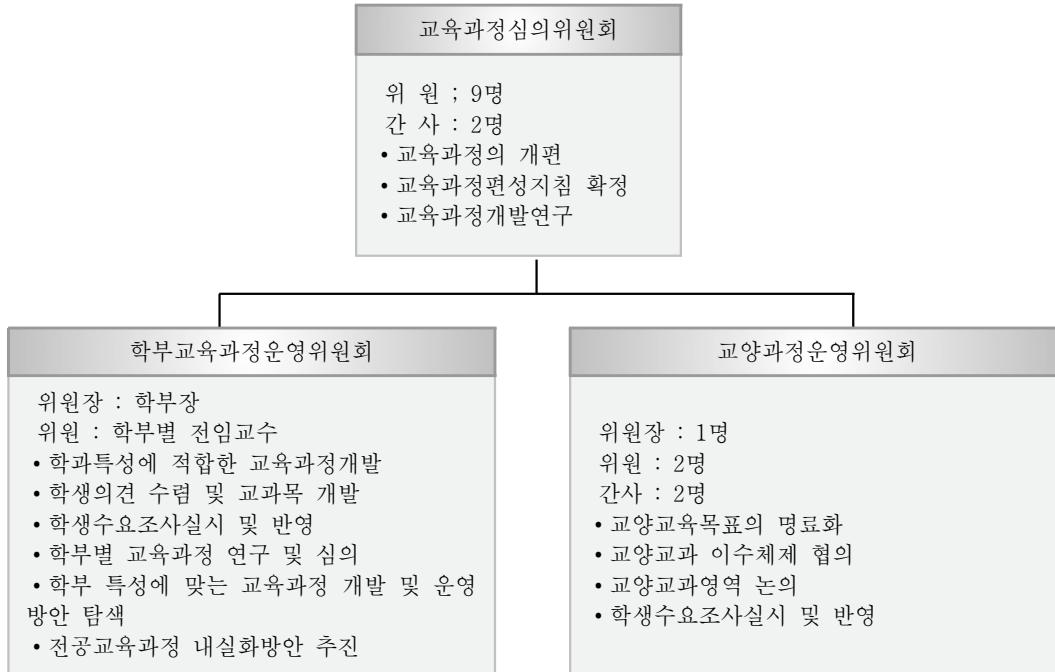 교육과정심의위원회
위 원 ; 9명
간 사 : 2명
• 교육과정의 개편
• 교육과정편성지침 확정
• 교육과정개발연구
학부교육과정운영위원회
위원장 : 학부장
위원 : 학부별 전임교수
• 학과특성에 적합한 교육과정개발
• 학생의견 수렴 및 교과목 개발
• 학생수요조사실시 및 반영
• 학부별 교육과정 연구 및 심의
• 학부 특성에 맞는 교육과정 개발 및 운영
방안 탐색
• 전공교육과정 내실화방안 추진
교양과정운영위원회
위원장 : 1명
위원 : 2명
간사 : 2명
• 교양교육목표의 명료화
• 교양교과 이수체제 협의
• 교양교과영역 논의
• 학생수요조사실시 및 반영